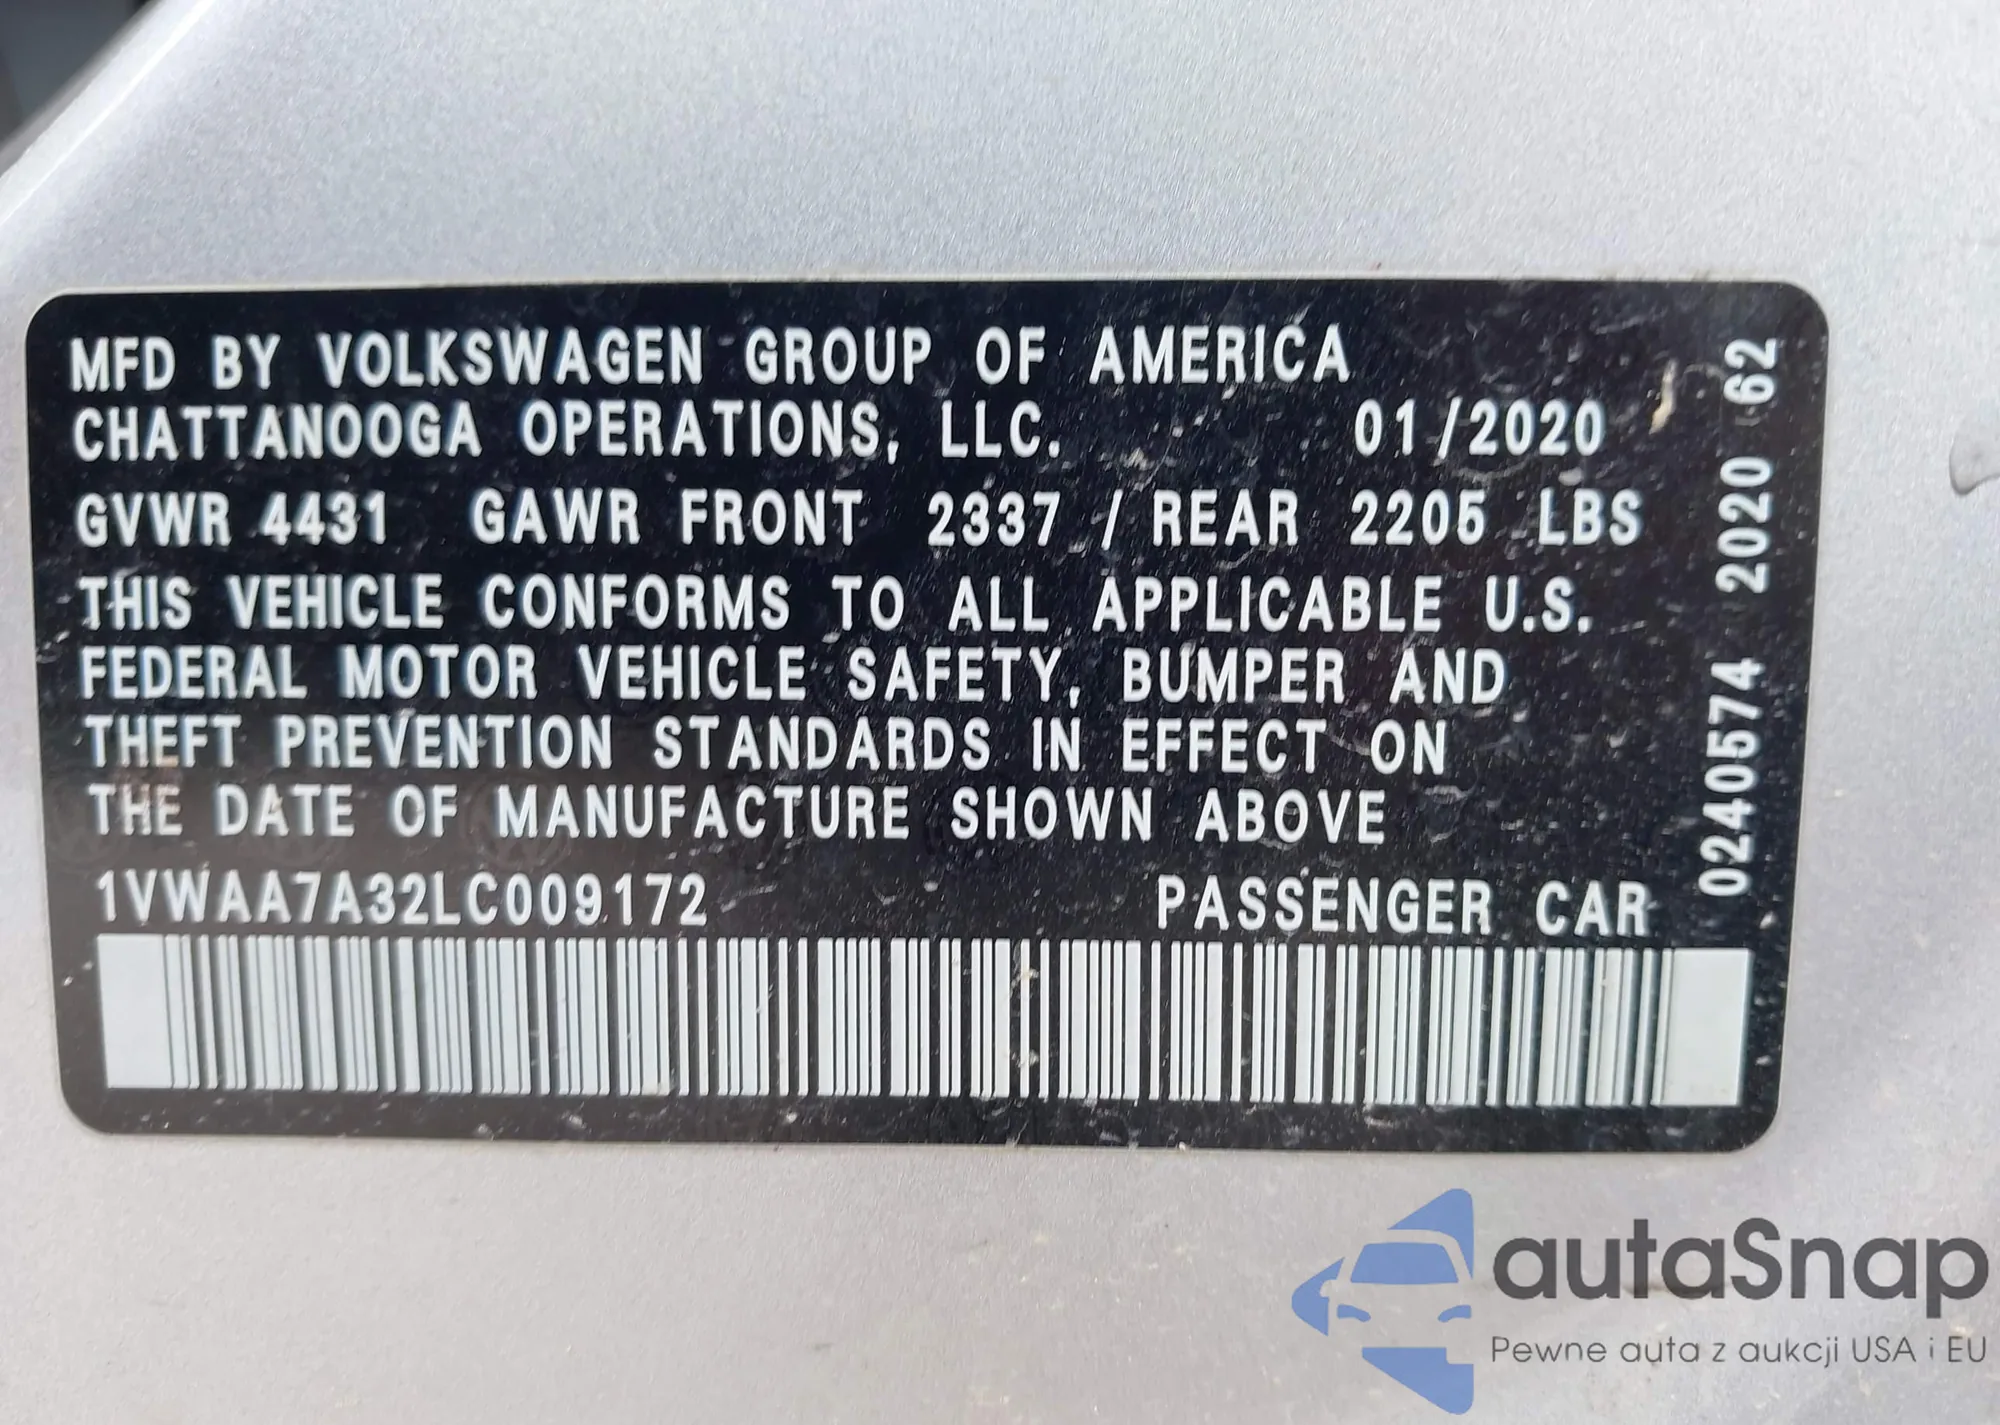 MFD BY VOLKSWAGEN GROUP OF AMERICA
CHATTANOOGA OPERATIONS, LLC. 01/2020
GVWR 4431 GAWR FRONT 2337 / REAR 2205 LBS
THIS VEHICLE CONFORMS TO ALL APPLICABLE U.S.
FEDERAL MOTOR VEHICLE SAFETY, BUMPER AND
THEFT PREVENTION STANDARDS IN EFFECT ON
THE DATE OF MANUFACTURE SHOWN ABOVE
1VWAA7A32LC009172 PASSENGER CAR
0240574 2020 62
autaSnap
Pewne auta z aukcji USA i EU